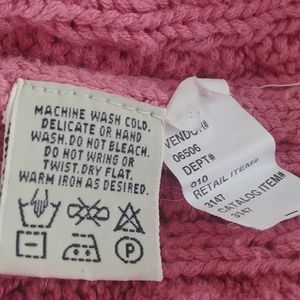 MACHINE WASH COLD.
DELICATE OR HAND
WASH.DO NOT BLEACH.
DO NOT WRING OR
TWIST.DRY FLAT.
WARM IRON AS DESIRED.
P
VENDOR#
06506
DEPT#
010
RETAIL ITEM#
3147
CATALOG ITEM#
3147